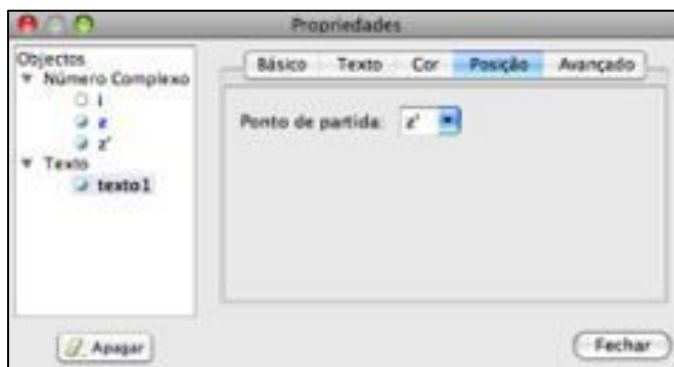 Propriedades
Objectos
Número Complexo
i
z
z'
Texto
texto1
Apagar
Básico
Texto
Cor
Posição
Avançado
Ponto de partida: z'
Fechar